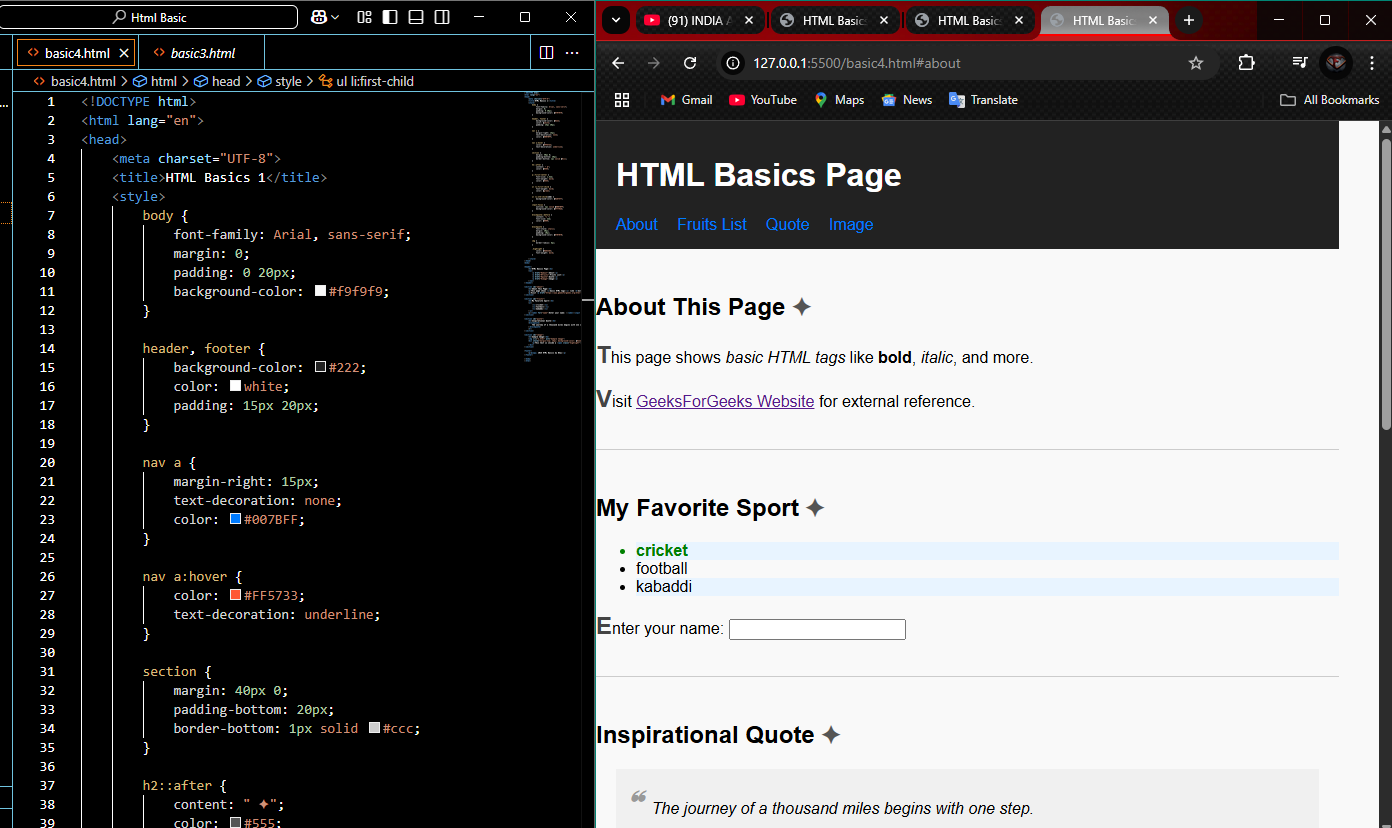 Html Basic
basic4.html
basic3.html
basic4.html > html > head > style > ul li:first-child
1 <!DOCTYPE html>
2 <html lang="en">
3 <head>
4 <meta charset="UTF-8">
5 <title>HTML Basics 1</title>
6 <style>
7 body {
8 font-family: Arial, sans-serif;
9 margin: 0;
10 padding: 0 20px;
11 background-color: #f9f9f9;
12 }
13
14 header, footer {
15 background-color: #222;
16 color: white;
17 padding: 15px 20px;
18 }
19
20 nav a {
21 margin-right: 15px;
22 text-decoration: none;
23 color: #007BFF;
24 }
25
26 nav a:hover {
27 color: #FF5733;
28 text-decoration: underline;
29 }
30
31 section {
32 margin: 40px 0;
33 padding-bottom: 20px;
34 border-bottom: 1px solid #ccc;
35 }
36
37 h2::after {
38 content: " ✦";
39 color: #555;
(91) INDIA
HTML Basic
HTML Basic
HTML Basic
127.0.0.1:5500/basic4.html#about
Gmail YouTube Maps News Translate All Bookmarks
HTML Basics Page
About Fruits List Quote Image
About This Page ✦
This page shows basic HTML tags like bold, italic, and more.
Visit GeeksForGeeks Website for external reference.
My Favorite Sport ✦
• cricket
• football
• kabaddi
Enter your name:
Inspirational Quote ✦
❝ The journey of a thousand miles begins with one step.